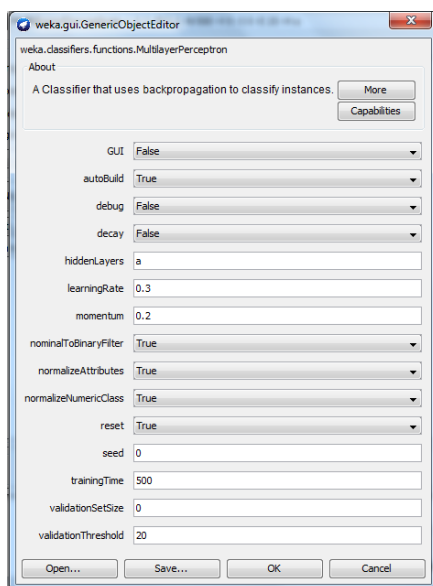 weka.gui.GenericObjectEditor
weka.classifiers.functions.MultilayerPerceptron
About
A Classifier that uses backpropagation to classify instances. More
Capabilities
GUI False
autoBuild True
debug False
decay False
hiddenLayers a
learningRate 0.3
momentum 0.2
nominalToBinaryFilter True
normalizeAttributes True
normalizeNumericClass True
reset True
seed 0
trainingTime 500
validationSetSize 0
validationThreshold 20
Open... Save... OK Cancel